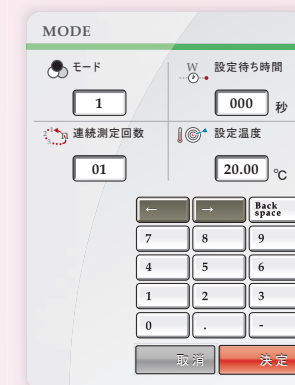 MODE
モード
W 設定待ち時間
1
000 秒
連続測定回数
設定温度
01
20.00 ℃
← → Back space
7 8 9
4 5 6
1 2 3
0 . -
取消 決定